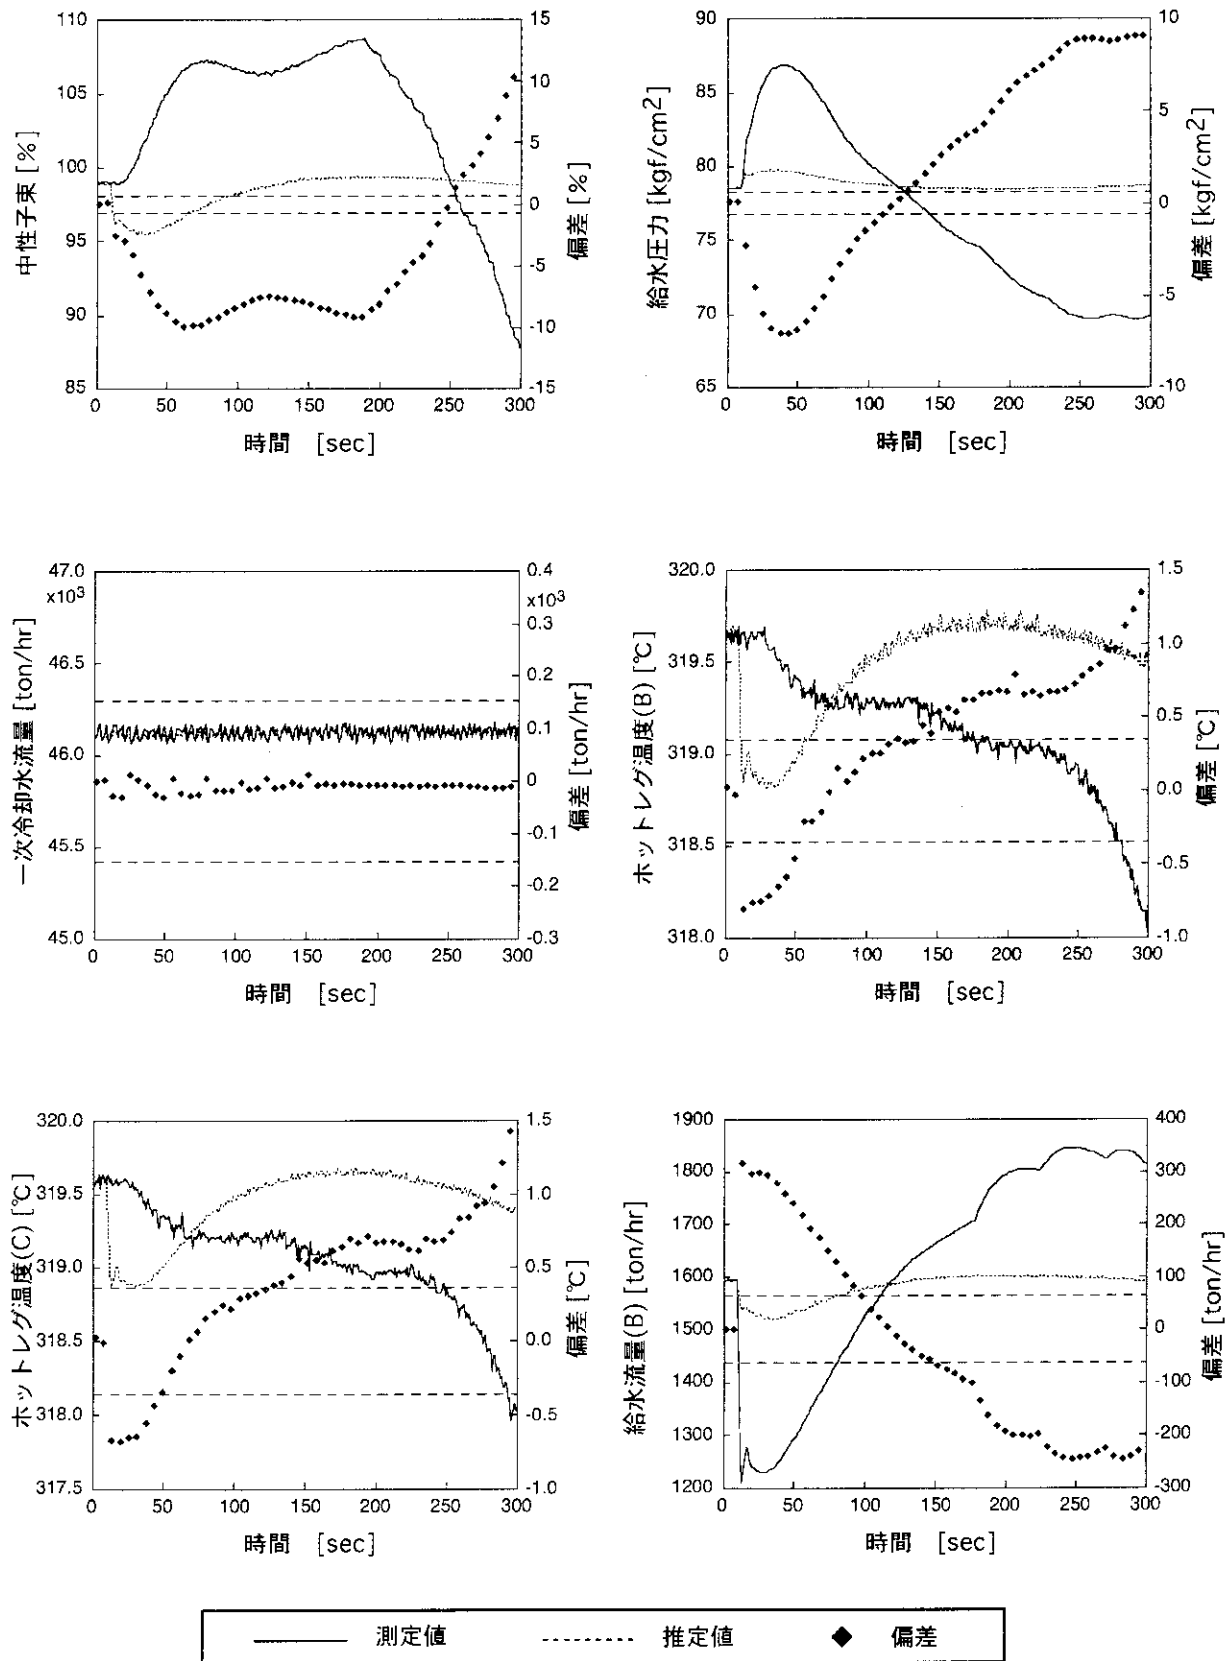 中性子束 [%]
110
105
100
95
90
85
15
10
5
0
-5
-10
-15
偏差 [%]
0 50 100 150 200 250 300
時間 [sec]
給水圧力 [kgf/cm2]
90
85
80
75
70
65
10
5
0
-5
-10
偏差 [kgf/cm2]
0 50 100 150 200 250 300
時間 [sec]
一次冷却水流量 [ton/hr]
47.0
x10³
46.5
46.0
45.5
45.0
0.4
x10³
0.3
0.2
0.1
0
-0.1
-0.2
-0.3
偏差 [ton/hr]
0 50 100 150 200 250 300
時間 [sec]
ホットレグ温度(B) [℃]
320.0
319.5
319.0
318.5
318.0
1.5
1.0
0.5
0.0
-0.5
-1.0
偏差 [℃]
0 50 100 150 200 250 300
時間 [sec]
ホットレグ温度(C) [℃]
320.0
319.5
319.0
318.5
318.0
317.5
1.5
1.0
0.5
0.0
-0.5
-1.0
偏差 [℃]
0 50 100 150 200 250 300
時間 [sec]
給水流量(B) [ton/hr]
1900
1800
1700
1600
1500
1400
1300
1200
400
300
200
100
0
-100
-200
-300
偏差 [ton/hr]
0 50 100 150 200 250 300
時間 [sec]
測定値 推定値 偏差